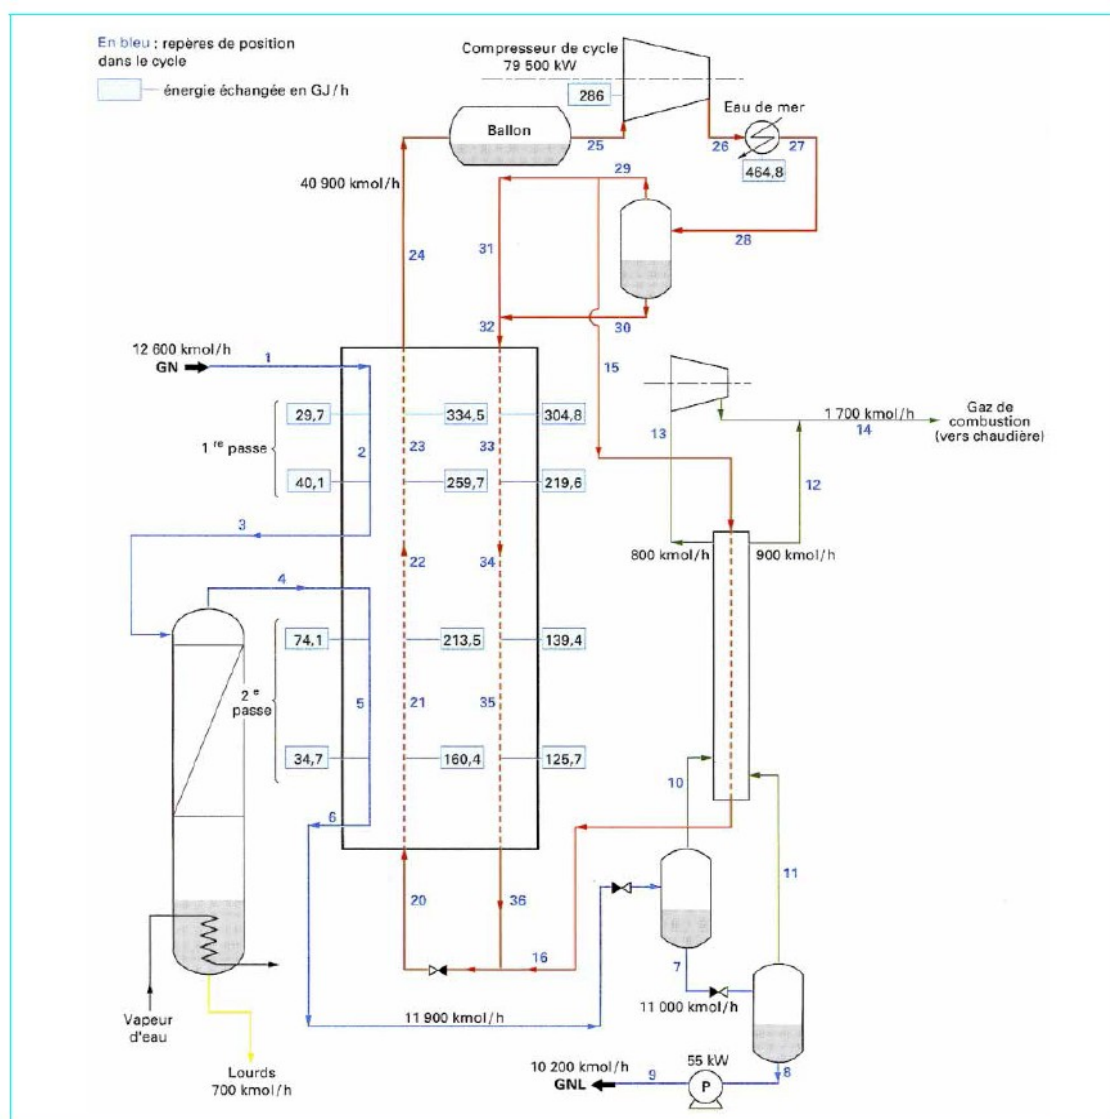 En bleu : repères de position
dans le cycle
énergie échangée en GJ/h
Compresseur de cycle
79 500 kW
286
Eau de mer
Ballon
25
26
27
464,8
29
40 900 kmol/h
28
24
31
30
32
15
12 600 kmol/h
GN
1
29,7
334,5
304,8
1 re passe
2
23
33
40,1
259,7
219,6
13
1 700 kmol/h
14
Gaz de
combustion
(vers chaudière)
12
3
800 kmol/h
900 kmol/h
4
22
34
74,1
213,5
139,4
2 e
passe
5
21
35
34,7
160,4
125,7
10
6
11
20
36
16
7
11 900 kmol/h
11 000 kmol/h
Vapeur
d'eau
Lourds
700 kmol/h
10 200 kmol/h
GNL
9
55 kW
P
8